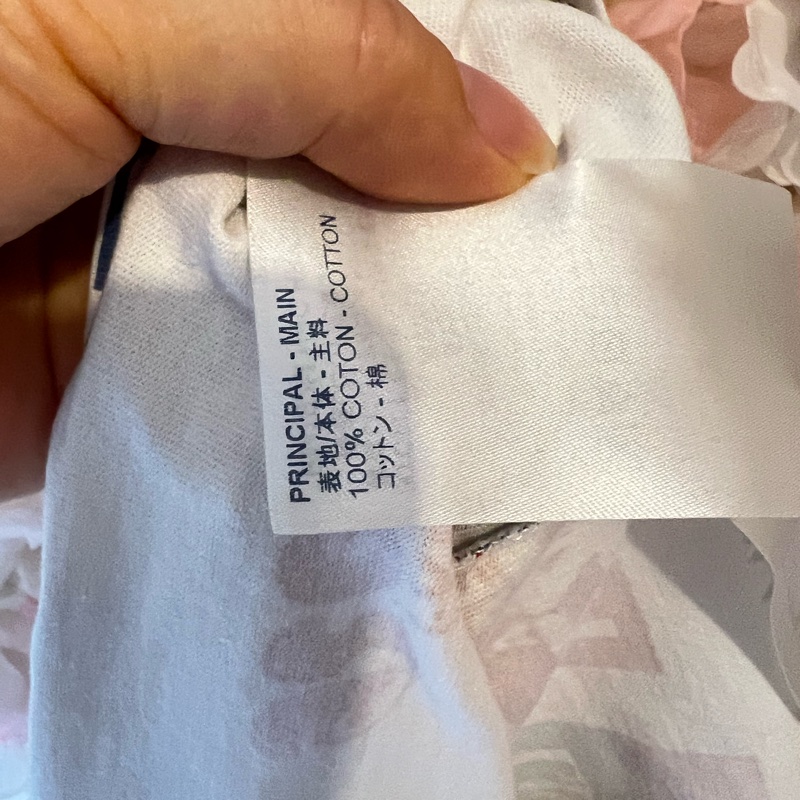 PRINCIPAL - MAIN
表地/本体 - 主料
100% COTON - COTTON
コットン - 棉